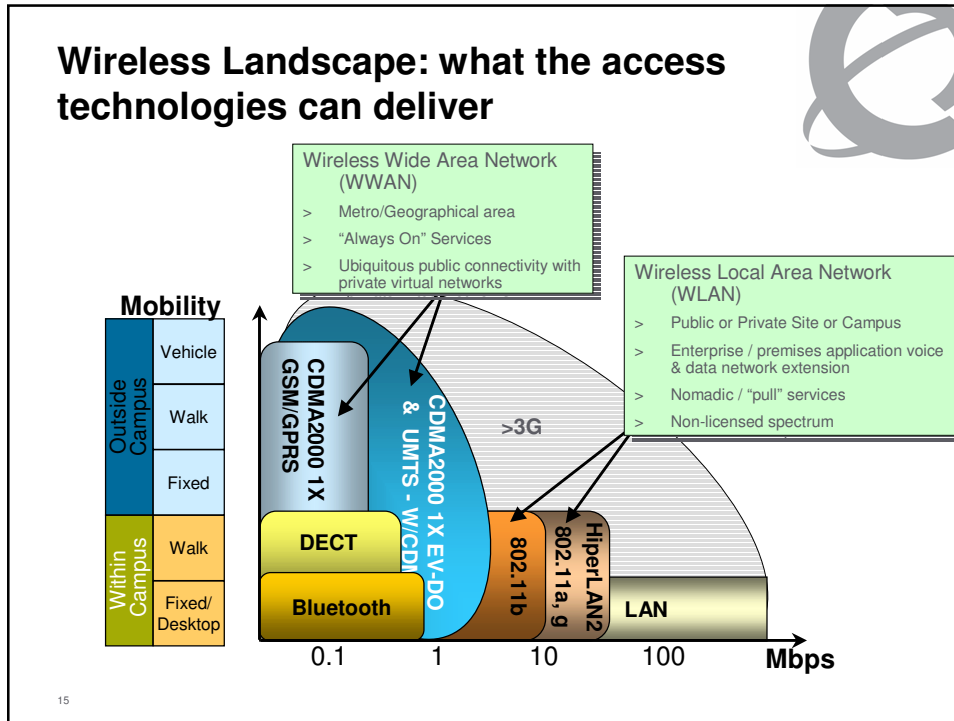 Wireless Landscape: what the access
technologies can deliver
Wireless Wide Area Network
(WWAN)
> Metro/Geographical area
> “Always On” Services
> Ubiquitous public connectivity with
private virtual networks
Wireless Local Area Network
(WLAN)
> Public or Private Site or Campus
> Enterprise / premises application voice
& data network extension
> Nomadic / “pull” services
> Non-licensed spectrum
Mobility
Outside
Campus
Vehicle
Walk
Fixed
Within
Campus
Walk
Fixed/
Desktop
CDMA2000 1X
GSM/GPRS
CDMA2000 1X EV-DO
& UMTS - W/CDM
>3G
DECT
Bluetooth
802.11b
HiperLAN2
802.11a, g
LAN
0.1
1
10
100
Mbps
15